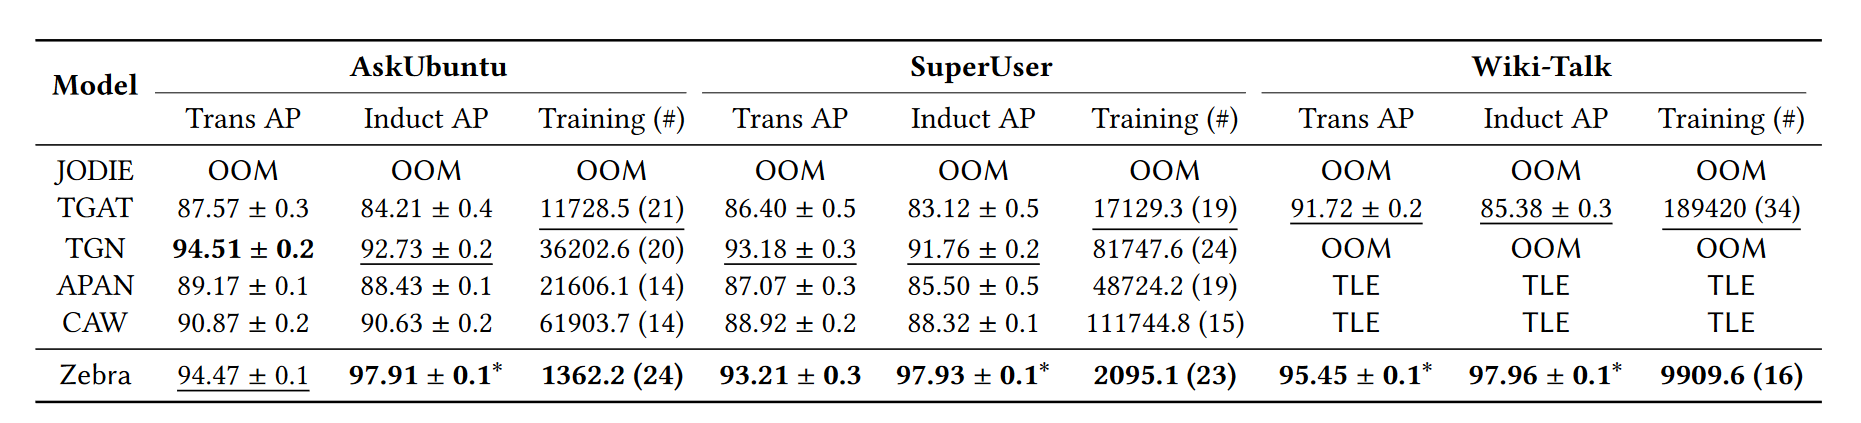 Model AskUbuntu SuperUser Wiki-Talk
Trans AP Induct AP Training (#) Trans AP Induct AP Training (#) Trans AP Induct AP Training (#)
JODIE OOM OOM OOM OOM OOM OOM OOM OOM OOM
TGAT 87.57 ± 0.3 84.21 ± 0.4 11728.5 (21) 86.40 ± 0.5 83.12 ± 0.5 17129.3 (19) 91.72 ± 0.2 85.38 ± 0.3 189420 (34)
TGN 94.51 ± 0.2 92.73 ± 0.2 36202.6 (20) 93.18 ± 0.3 91.76 ± 0.2 81747.6 (24) OOM OOM OOM
APAN 89.17 ± 0.1 88.43 ± 0.1 21606.1 (14) 87.07 ± 0.3 85.50 ± 0.5 48724.2 (19) TLE TLE TLE
CAW 90.87 ± 0.2 90.63 ± 0.2 61903.7 (14) 88.92 ± 0.2 88.32 ± 0.1 111744.8 (15) TLE TLE TLE
Zebra 94.47 ± 0.1 97.91 ± 0.1* 1362.2 (24) 93.21 ± 0.3 97.93 ± 0.1* 2095.1 (23) 95.45 ± 0.1* 97.96 ± 0.1* 9909.6 (16)